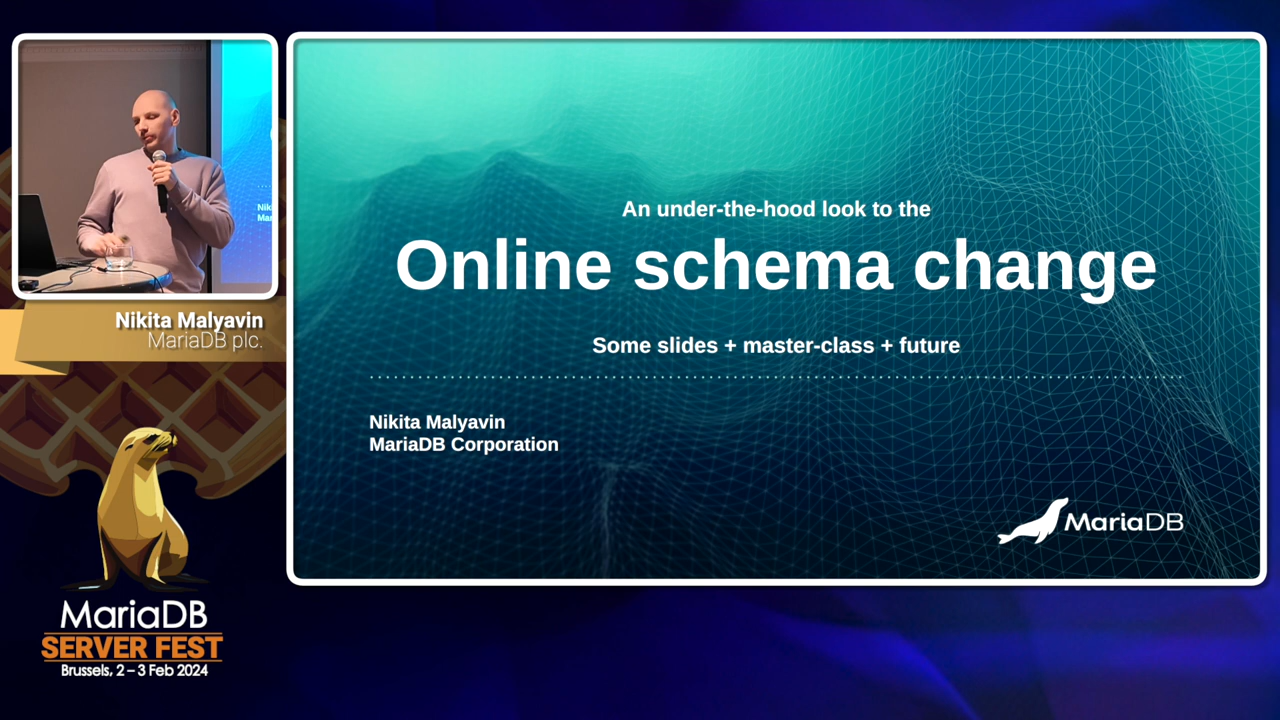 An under-the-hood look to the
Online schema change
Some slides + master-class + future
Nikita Malyavin
MariaDB Corporation
MariaDB
Nikita Malyavin
MariaDB plc.
MariaDB
SERVER FEST
Brussels, 2 – 3 Feb 2024